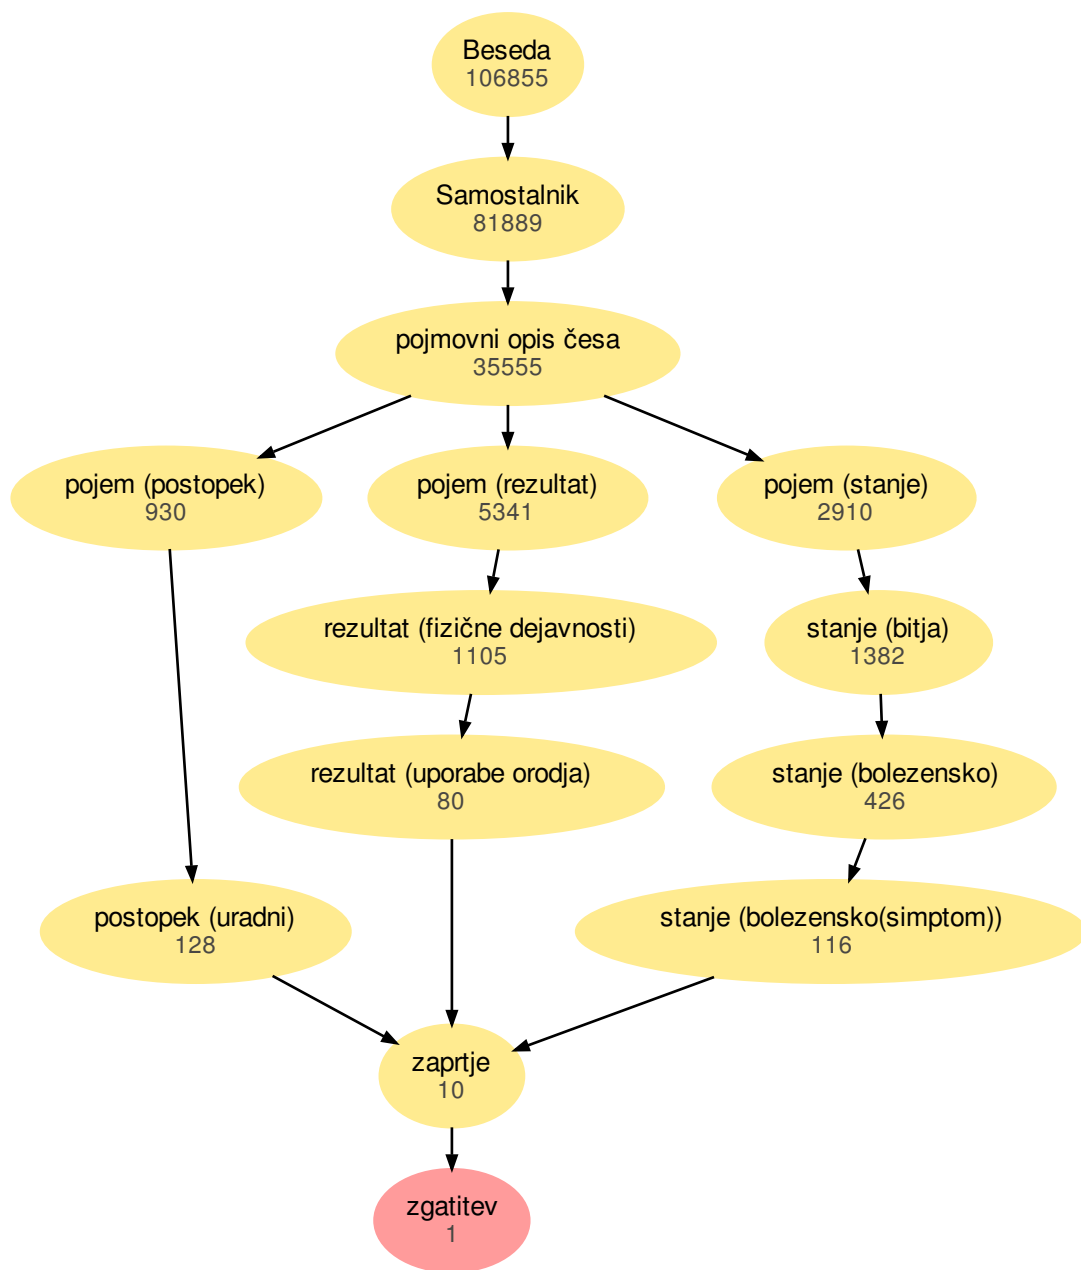 Beseda
106855
Samostalnik
81889
pojmovni opis česa
35555
pojem (postopek)
930
pojem (rezultat)
5341
pojem (stanje)
2910
rezultat (fizične dejavnosti)
1105
stanje (bitja)
1382
rezultat (uporabe orodja)
80
stanje (bolezensko)
426
postopek (uradni)
128
stanje (bolezensko(simptom))
116
zaprtje
10
zgatitev
1